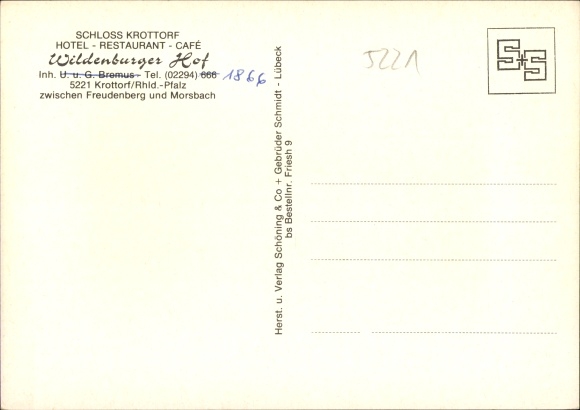 SCHLOSS KROTTORF
HOTEL - RESTAURANT - CAFÉ
Wildenburger Hof
Inh. U. u. G. Bremus - Tel. (02294) 666 1866
5221 Krottorf/Rhld.-Pfalz
zwischen Freudenberg und Morsbach
5221
S+S
Herst. u. Verlag Schöning & Co + Gebrüder Schmidt - Lübeck
bs Bestellnr. Friesh 9